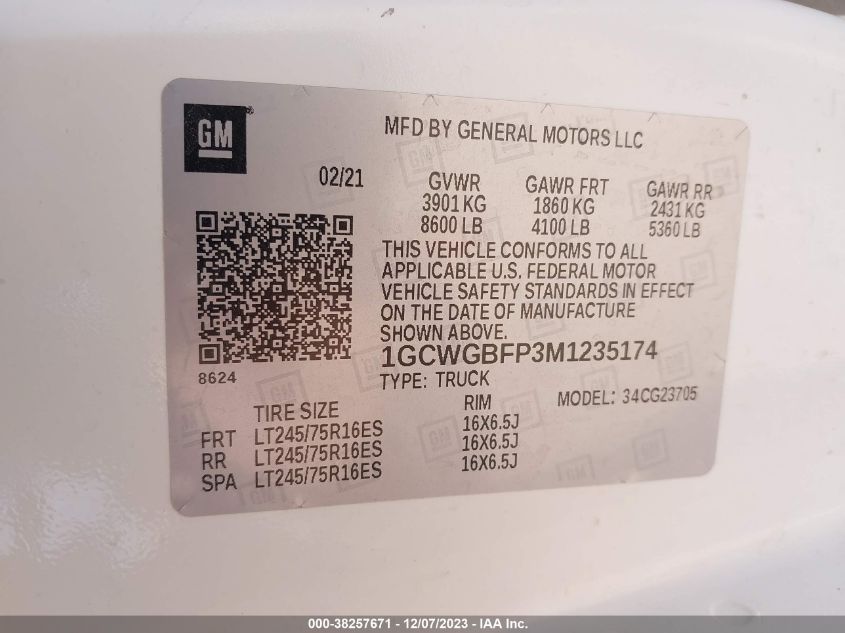 GM®
MFD BY GENERAL MOTORS LLC
02/21
GVWR GAWR FRT GAWR RR
3901 KG 1860 KG 2431 KG
8600 LB 4100 LB 5360 LB
THIS VEHICLE CONFORMS TO ALL
APPLICABLE U.S. FEDERAL MOTOR
VEHICLE SAFETY STANDARDS IN EFFECT
ON THE DATE OF MANUFACTURE
SHOWN ABOVE.
1GCWGBFP3M1235174
8624
TYPE: TRUCK
MODEL: 34CG23705
TIRE SIZE RIM
FRT LT245/75R16ES 16X6.5J
RR LT245/75R16ES 16X6.5J
SPA LT245/75R16ES 16X6.5J
000-38257671 - 12/07/2023 - IAA Inc.